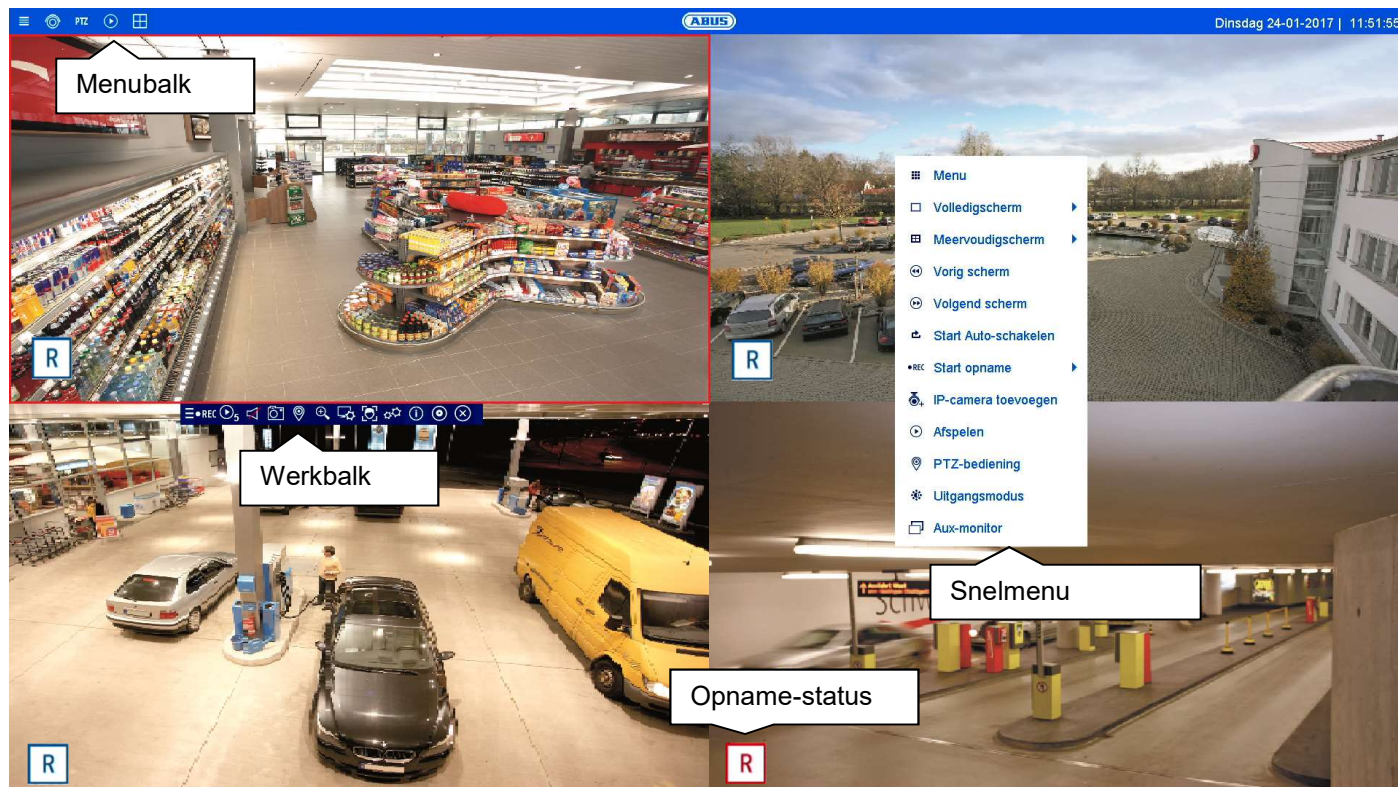 PTZ
ABUS
Dinsdag 24-01-2017 | 11:51:55
Menubalk
Menu
Volledigscherm
Meervoudigscherm
Vorig scherm
Volgend scherm
Start Auto-schakelen
•REC Start opname
IP-camera toevoegen
Afspelen
PTZ-bediening
Uitgangsmodus
Aux-monitor
R
R
•REC 5
Werkbalk
Snelmenu
Opname-status
R
R